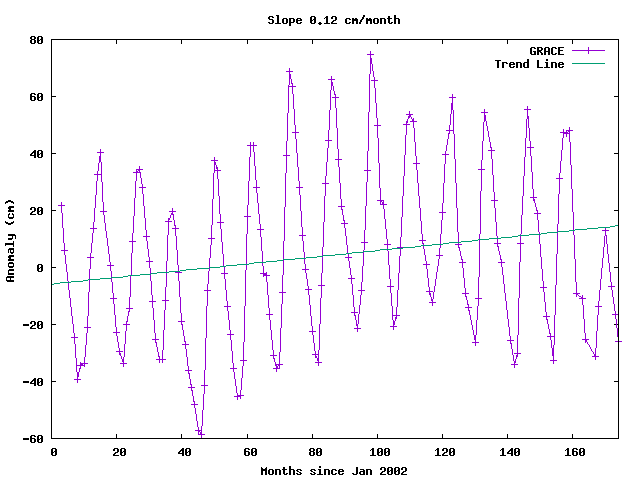 Slope 0.12 cm/month
GRACE
Trend Line
80
60
40
20
0
-20
-40
-60
Anomaly (cm)
0 20 40 60 80 100 120 140 160
Months since Jan 2002